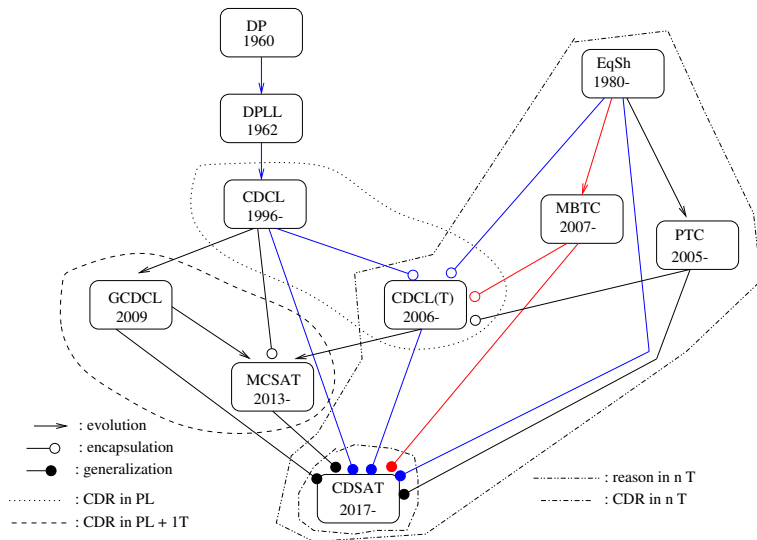 DP
1960
EqSh
1980-
DPLL
1962
CDCL
1996-
MBTC
2007-
PTC
2005-
GCDCL
2009
CDCL(T)
2006-
MCSAT
2013-
CDSAT
2017-
: evolution
: encapsulation
: generalization
: CDR in PL
: CDR in PL + 1T
: reason in n T
: CDR in n T